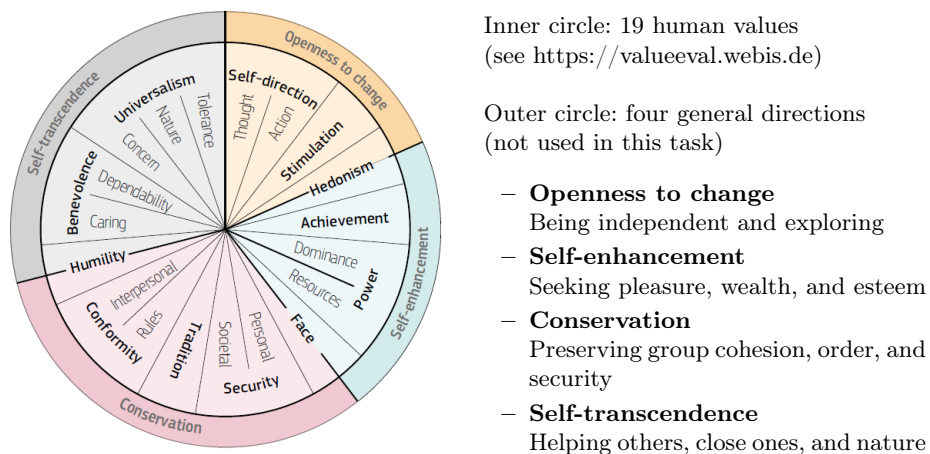 Self-transcendence
Openness to change
Self-enhancement
Conservation
Universalism
Nature
Tolerance
Concern
Self-direction
Thought
Action
Stimulation
Hedonism
Benevolence
Dependability
Caring
Achievement
Dominance
Resources
Power
Humility
Interpersonal
Rules
Conformity
Tradition
Societal
Personal
Security
Face
Inner circle: 19 human values
(see https://valueeval.webis.de)
Outer circle: four general directions
(not used in this task)
– Openness to change
Being independent and exploring
– Self-enhancement
Seeking pleasure, wealth, and esteem
– Conservation
Preserving group cohesion, order, and
security
– Self-transcendence
Helping others, close ones, and nature